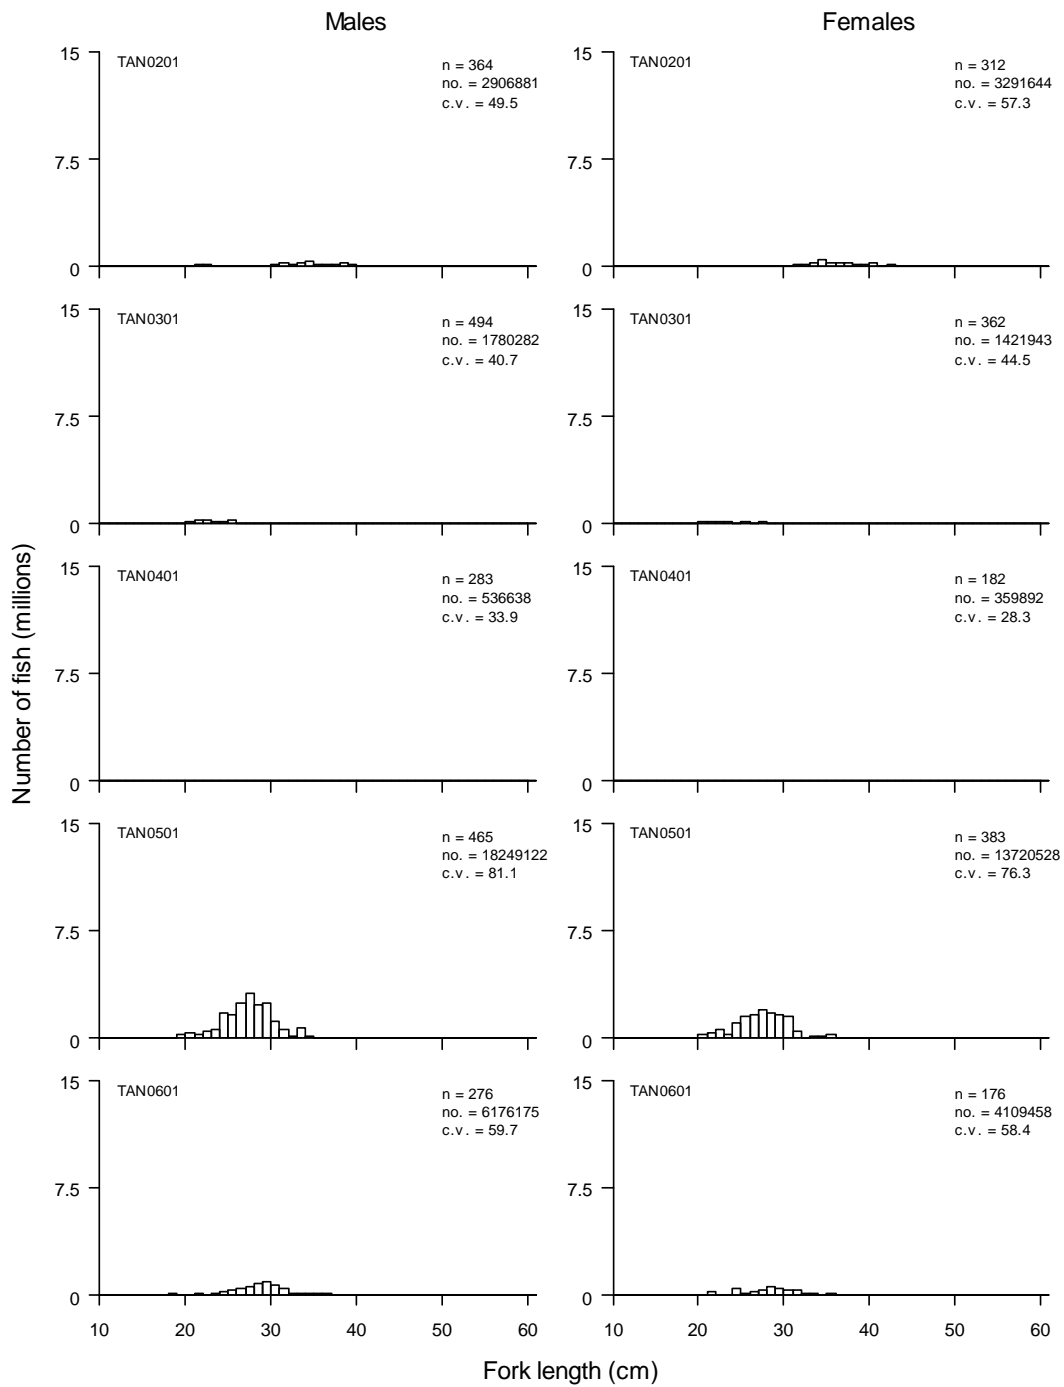 Males
Females
15
TAN0201
n = 364
no. = 2906881
c.v. = 49.5
7.5
0
TAN0201
n = 312
no. = 3291644
c.v. = 57.3
15
7.5
0
15
TAN0301
n = 494
no. = 1780282
c.v. = 40.7
7.5
0
15
TAN0301
n = 362
no. = 1421943
c.v. = 44.5
7.5
0
15
TAN0401
n = 283
no. = 536638
c.v. = 33.9
7.5
0
15
TAN0401
n = 182
no. = 359892
c.v. = 28.3
7.5
0
15
TAN0501
n = 465
no. = 18249122
c.v. = 81.1
7.5
0
15
TAN0501
n = 383
no. = 13720528
c.v. = 76.3
7.5
0
15
TAN0601
n = 276
no. = 6176175
c.v. = 59.7
7.5
0
15
TAN0601
n = 176
no. = 4109458
c.v. = 58.4
7.5
0
10 20 30 40 50 60
10 20 30 40 50 60
Number of fish (millions)
Fork length (cm)